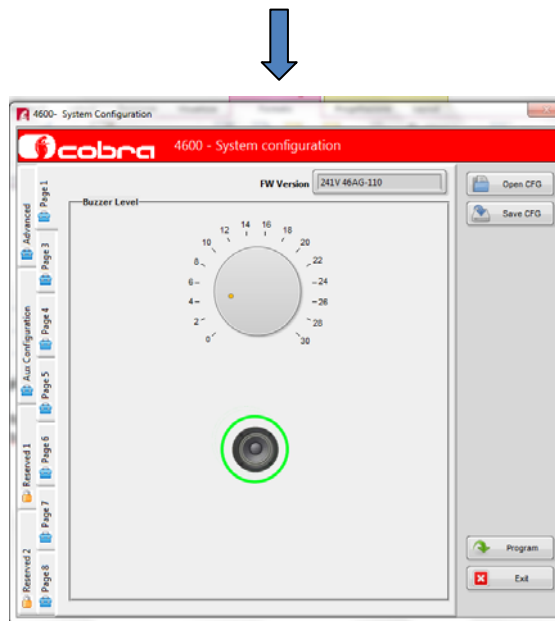 4600- System Configuration
cobra
4600 - System configuration
FW Version
241V 46AG-110
Open CFG
Save CFG
Advanced
Aux Configuration
Reserved 1
Reserved 2
Page 1
Page 3
Page 4
Page 5
Page 6
Page 7
Page 8
Buzzer Level
0
2
4
6
8
10
12
14
16
18
20
22
24
26
28
30
Program
Exit